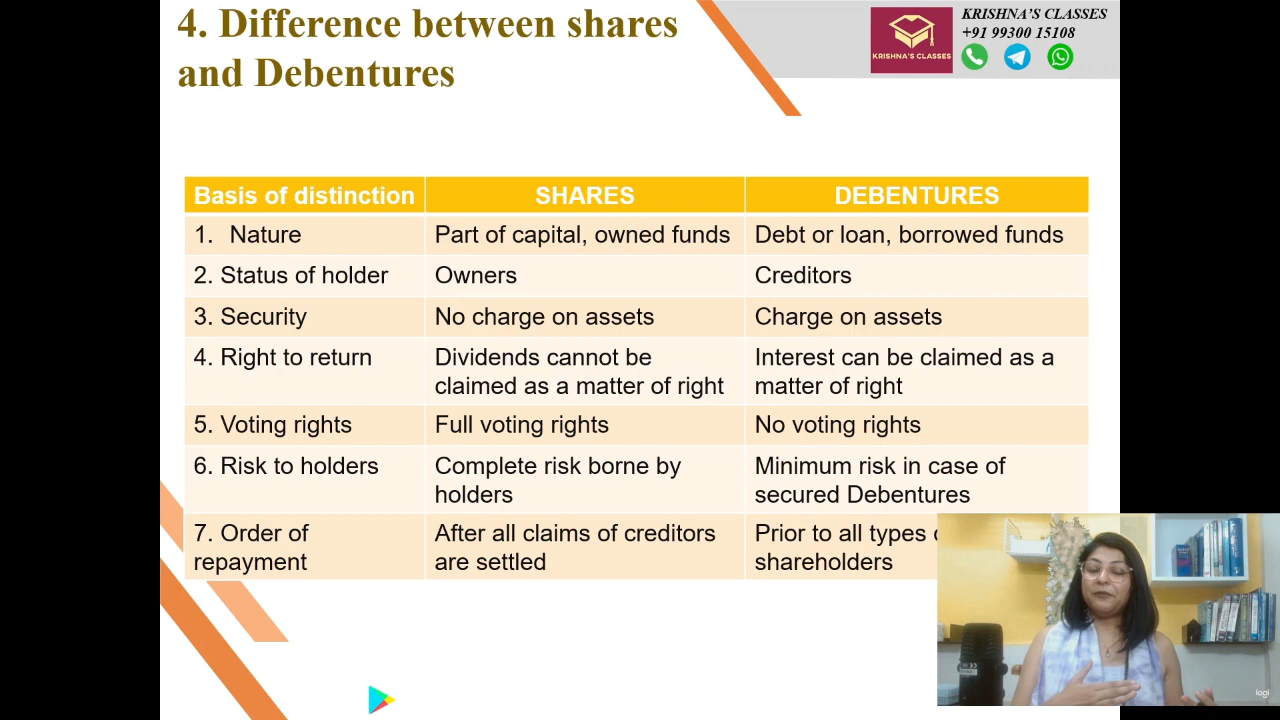 4. Difference between shares
and Debentures
KRISHNA'S CLASSES
KRISHNA'S CLASSES
+91 99300 15108
Basis of distinction SHARES DEBENTURES
1. Nature Part of capital, owned funds Debt or loan, borrowed funds
2. Status of holder Owners Creditors
3. Security No charge on assets Charge on assets
4. Right to return Dividends cannot be Interest can be claimed as a
claimed as a matter of right matter of right
5. Voting rights Full voting rights No voting rights
6. Risk to holders Complete risk borne by Minimum risk in case of
holders secured Debentures
7. Order of After all claims of creditors Prior to all types
repayment are settled shareholders
logi